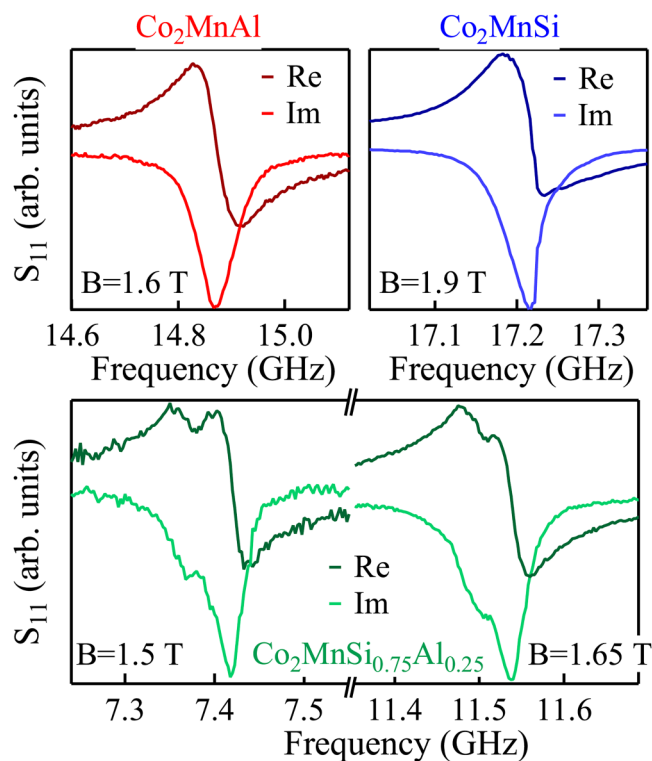 Co₂MnAl
Co₂MnSi
S₁₁ (arb. units)
Re
Im
B=1.6 T
Re
Im
B=1.9 T
14.6 14.8 15.0
17.1 17.2 17.3
Frequency (GHz)
Frequency (GHz)
S₁₁ (arb. units)
Re
Im
B=1.5 T
Co₂MnSi₀.₇₅Al₀.₂₅
B=1.65 T
7.3 7.4 7.5 11.4 11.5 11.6
Frequency (GHz)